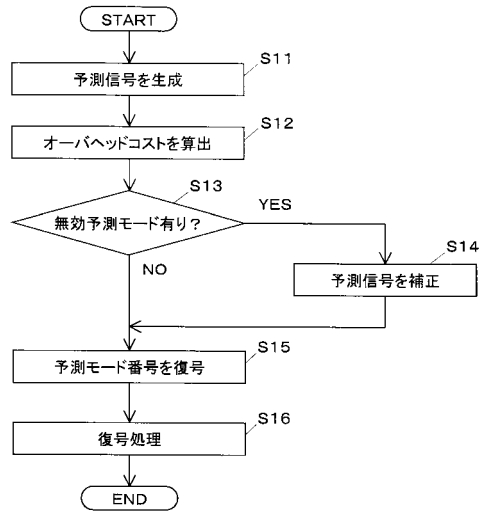 START
S11
予測信号を生成
S12
オーバヘッドコストを算出
S13
無効予測モード有り？
YES
S14
NO
予測信号を補正
S15
予測モード番号を復号
S16
復号処理
END